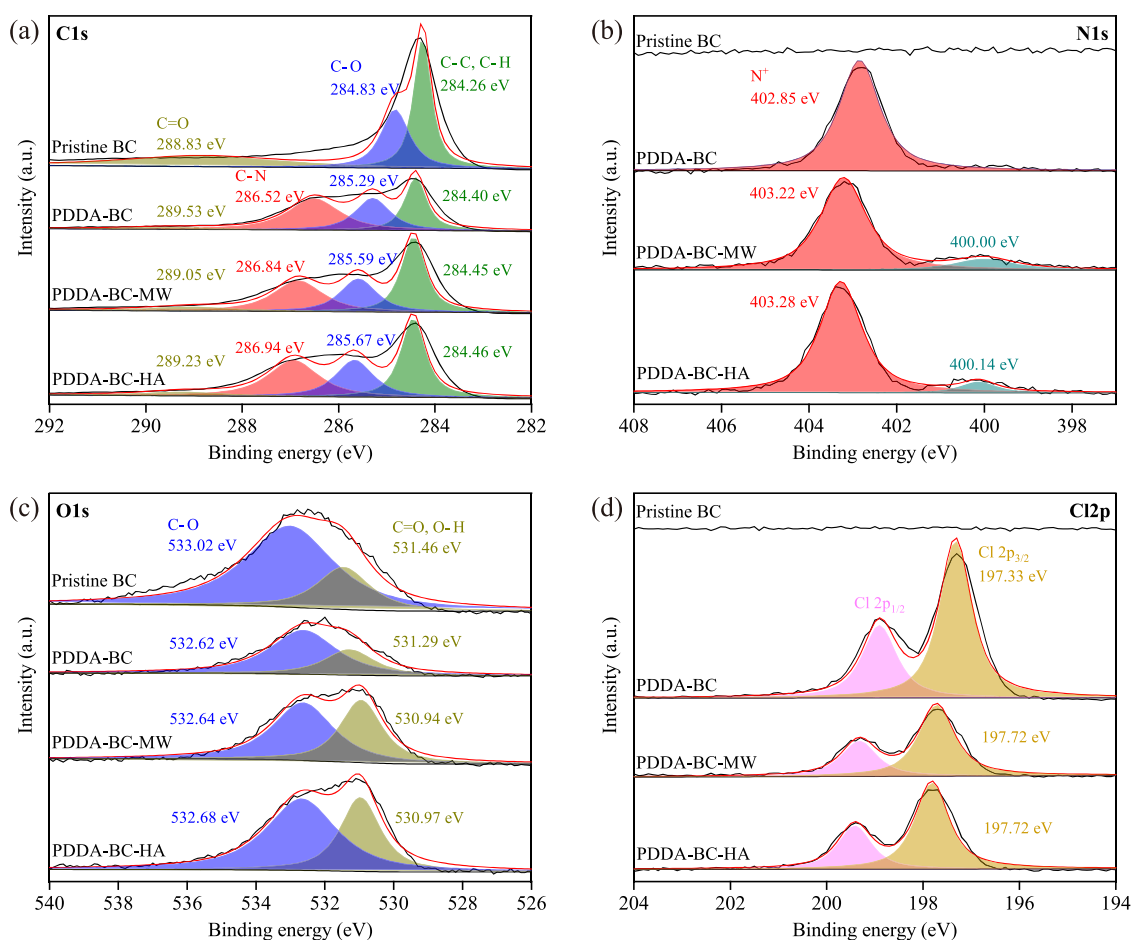 (a)
C1s
C-O
284.83 eV
C-C, C-H
284.26 eV
C=O
288.83 eV
Pristine BC
C-N
286.52 eV
285.29 eV
289.53 eV
284.40 eV
PDDA-BC
289.05 eV
286.84 eV
285.59 eV
284.45 eV
PDDA-BC-MW
289.23 eV
286.94 eV
285.67 eV
284.46 eV
PDDA-BC-HA
Intensity (a.u.)
292 290 288 286 284 282
Binding energy (eV)
(b)
Pristine BC
N1s
N⁺
402.85 eV
PDDA-BC
403.22 eV
400.00 eV
PDDA-BC-MW
403.28 eV
400.14 eV
PDDA-BC-HA
Intensity (a.u.)
408 406 404 402 400 398
Binding energy (eV)
(c)
O1s
C-O
533.02 eV
C=O, O-H
531.46 eV
Pristine BC
532.62 eV
531.29 eV
PDDA-BC
532.64 eV
530.94 eV
PDDA-BC-MW
532.68 eV
530.97 eV
PDDA-BC-HA
Intensity (a.u.)
540 538 536 534 532 530 528 526
Binding energy (eV)
(d)
Pristine BC
Cl2p
Cl 2p₃/₂
197.33 eV
Cl 2p₁/₂
PDDA-BC
197.72 eV
PDDA-BC-MW
197.72 eV
PDDA-BC-HA
Intensity (a.u.)
204 202 200 198 196 194
Binding energy (eV)